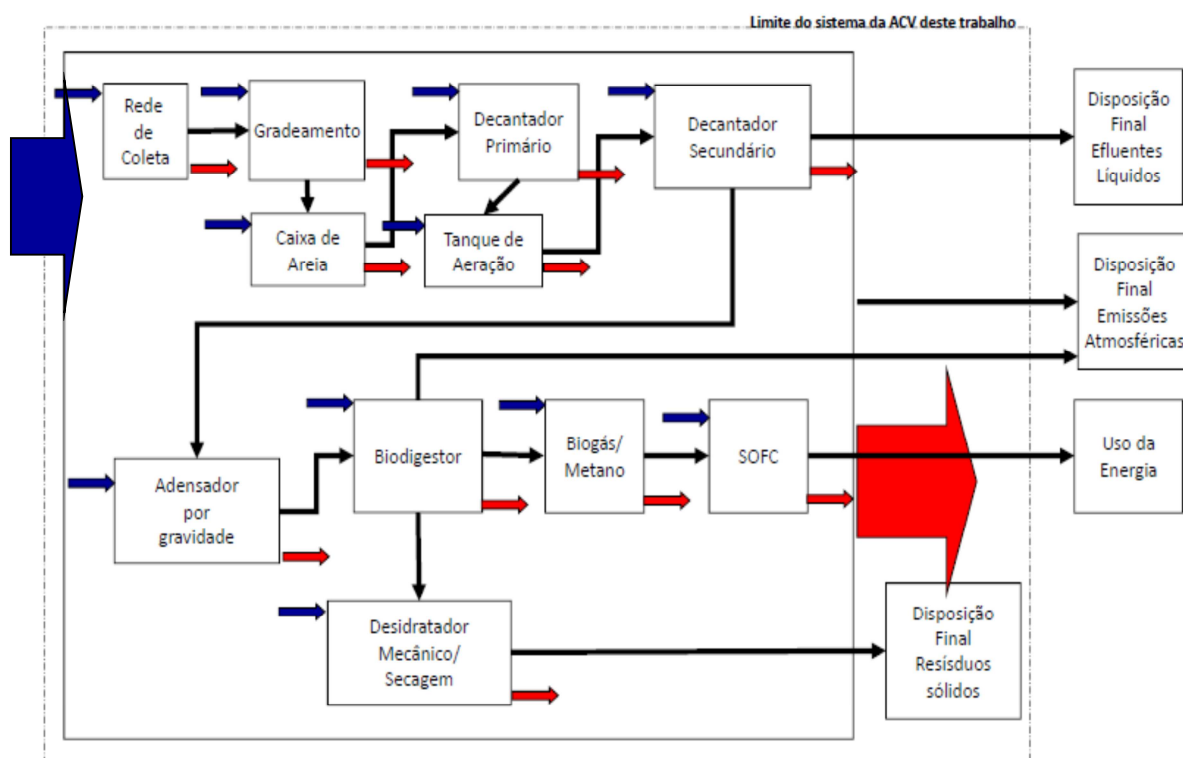 Limite do sistema da ACV deste trabalho
Rede
de
Coleta
Gradeamento
Decantador
Primário
Decantador
Secundário
Disposição
Final
Efluentes
Líquidos
Caixa de
Areia
Tanque de
Aeração
Disposição
Final
Emissões
Atmosféricas
Adensador
por
gravidade
Biodigestor
Biogás/
Metano
SOFC
Uso da
Energia
Desidratador
Mecânico/
Secagem
Disposição
Final
Resísduos
sólidos